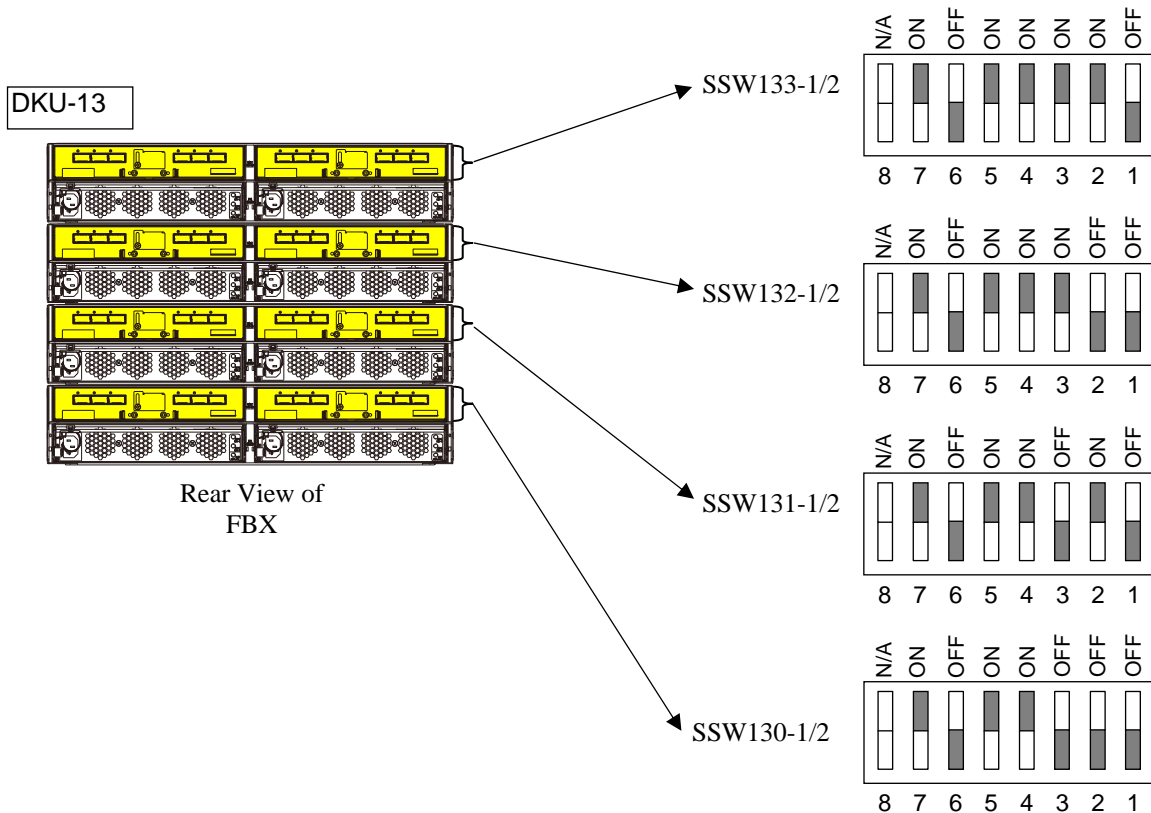 DKU-13
Rear View of
FBX
SSW133-1/2
N/A ON OFF ON ON ON ON OFF
8 7 6 5 4 3 2 1
SSW132-1/2
N/A ON OFF ON ON ON OFF OFF
8 7 6 5 4 3 2 1
SSW131-1/2
N/A ON OFF ON ON OFF ON OFF
8 7 6 5 4 3 2 1
SSW130-1/2
N/A ON OFF ON ON OFF OFF OFF
8 7 6 5 4 3 2 1